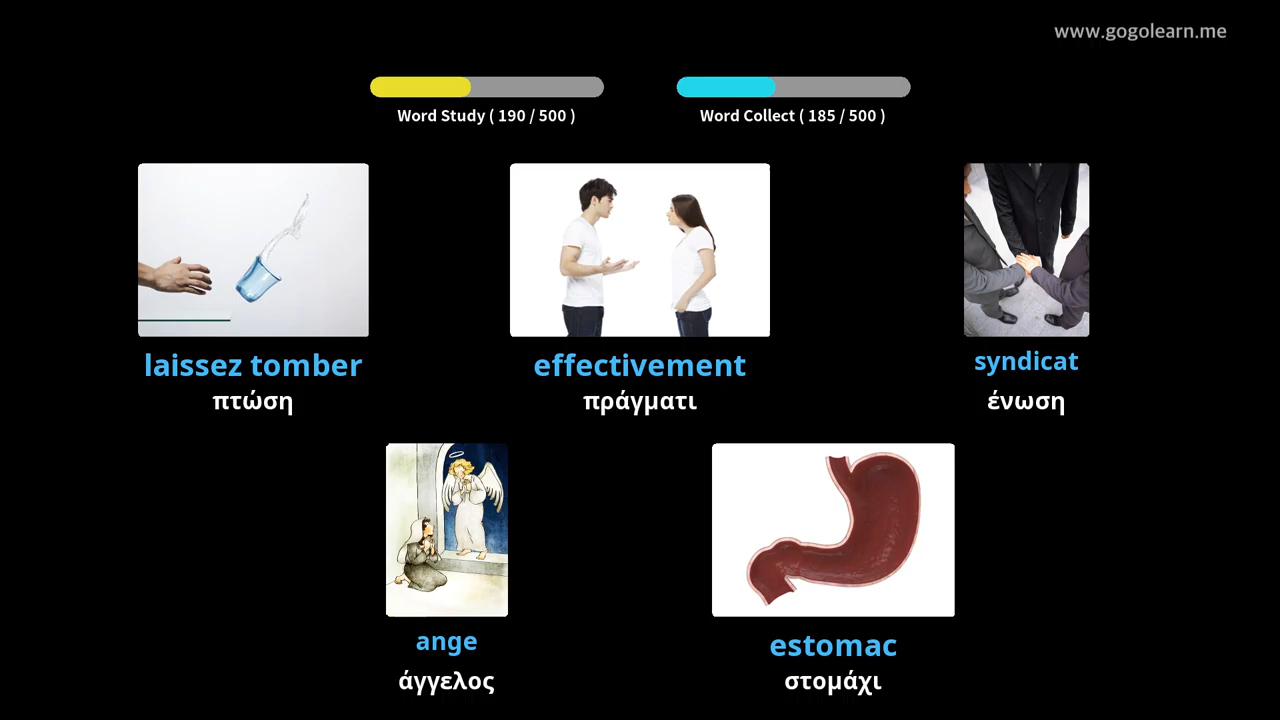 www.gogolearn.me
Word Study ( 190 / 500 )
Word Collect ( 185 / 500 )
laissez tomber
πτώση
effectivement
πράγματι
syndicat
ένωση
ange
άγγελος
estomac
στομάχι